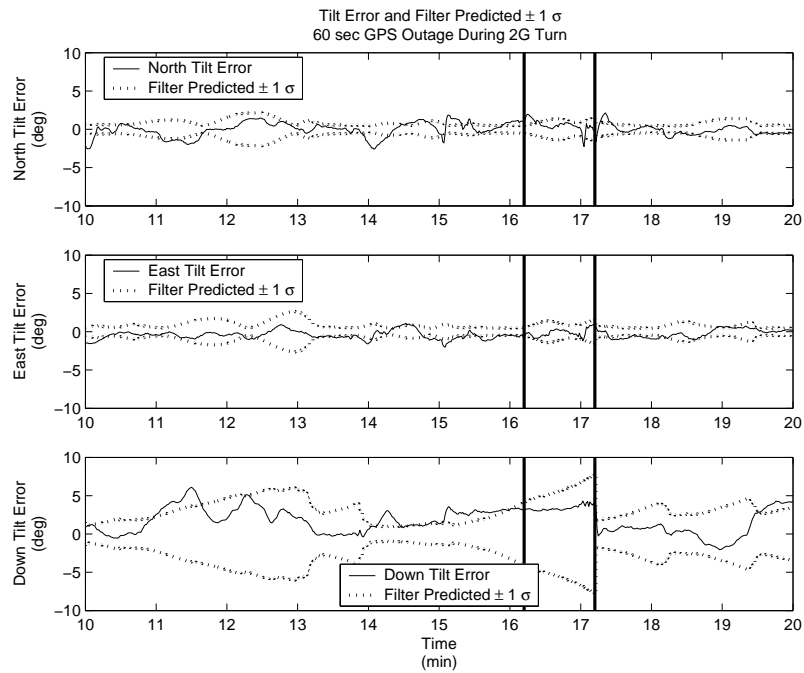 Tilt Error and Filter Predicted ± 1 σ
60 sec GPS Outage During 2G Turn
10
5
0
−5
−10
North Tilt Error
(deg)
North Tilt Error
Filter Predicted ± 1 σ
10 11 12 13 14 15 16 17 18 19 20
10
5
0
−5
−10
East Tilt Error
(deg)
East Tilt Error
Filter Predicted ± 1 σ
10 11 12 13 14 15 16 17 18 19 20
10
5
0
−5
−10
Down Tilt Error
(deg)
Down Tilt Error
Filter Predicted ± 1 σ
10 11 12 13 14 15 16 17 18 19 20
Time
(min)